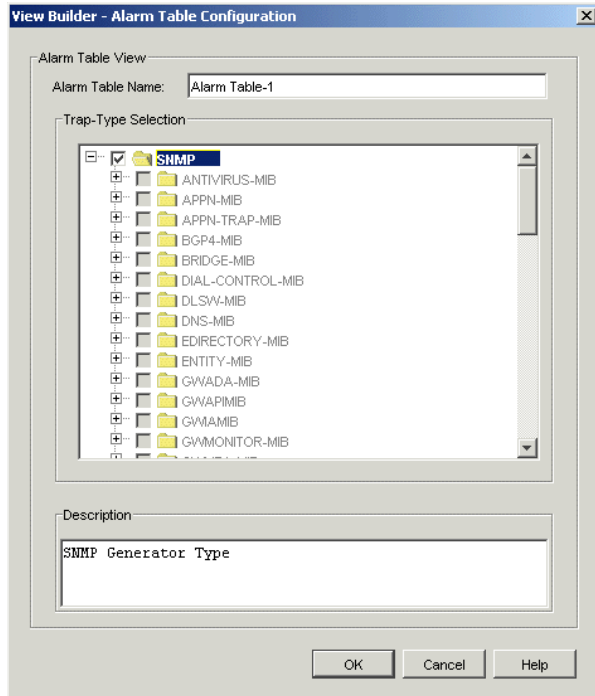 View Builder - Alarm Table Configuration
Alarm Table View
Alarm Table Name: Alarm Table-1
Trap-Type Selection
SNMP
ANTIVIRUS-MIB
APPN-MIB
APPN-TRAP-MIB
BGP4-MIB
BRIDGE-MIB
DIAL-CONTROL-MIB
DLSW-MIB
DNS-MIB
EDIRECTORY-MIB
ENTITY-MIB
GWADA-MIB
GWAPIMIB
GWIAMIB
GWMONITOR-MIB
Description
SNMP Generator Type
OK Cancel Help